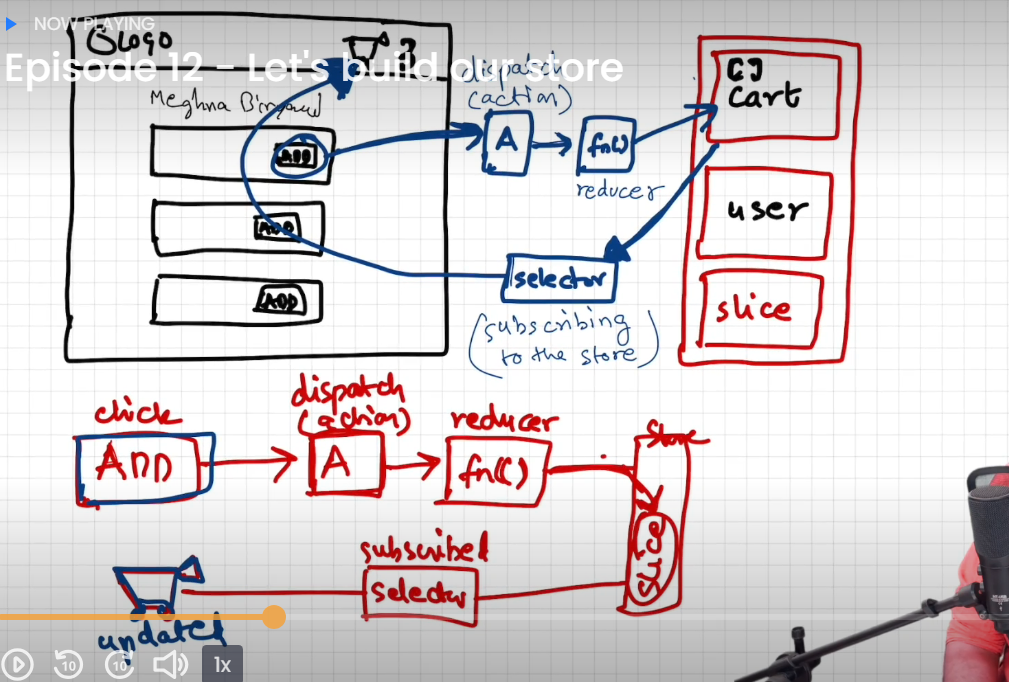 NOW PLAYING
Logo
Episode 12 – Let's build our store
dispatch
(action)
Meghna
ADD
A
fn()
reducer
[] Cart
ADD
user
selector
(subscribing
to the store)
ADD
slice
click
dispatch
(action)
reducer
Store
ADD
A
fn()
slice
subscribed
selector
updated
10
10
1x